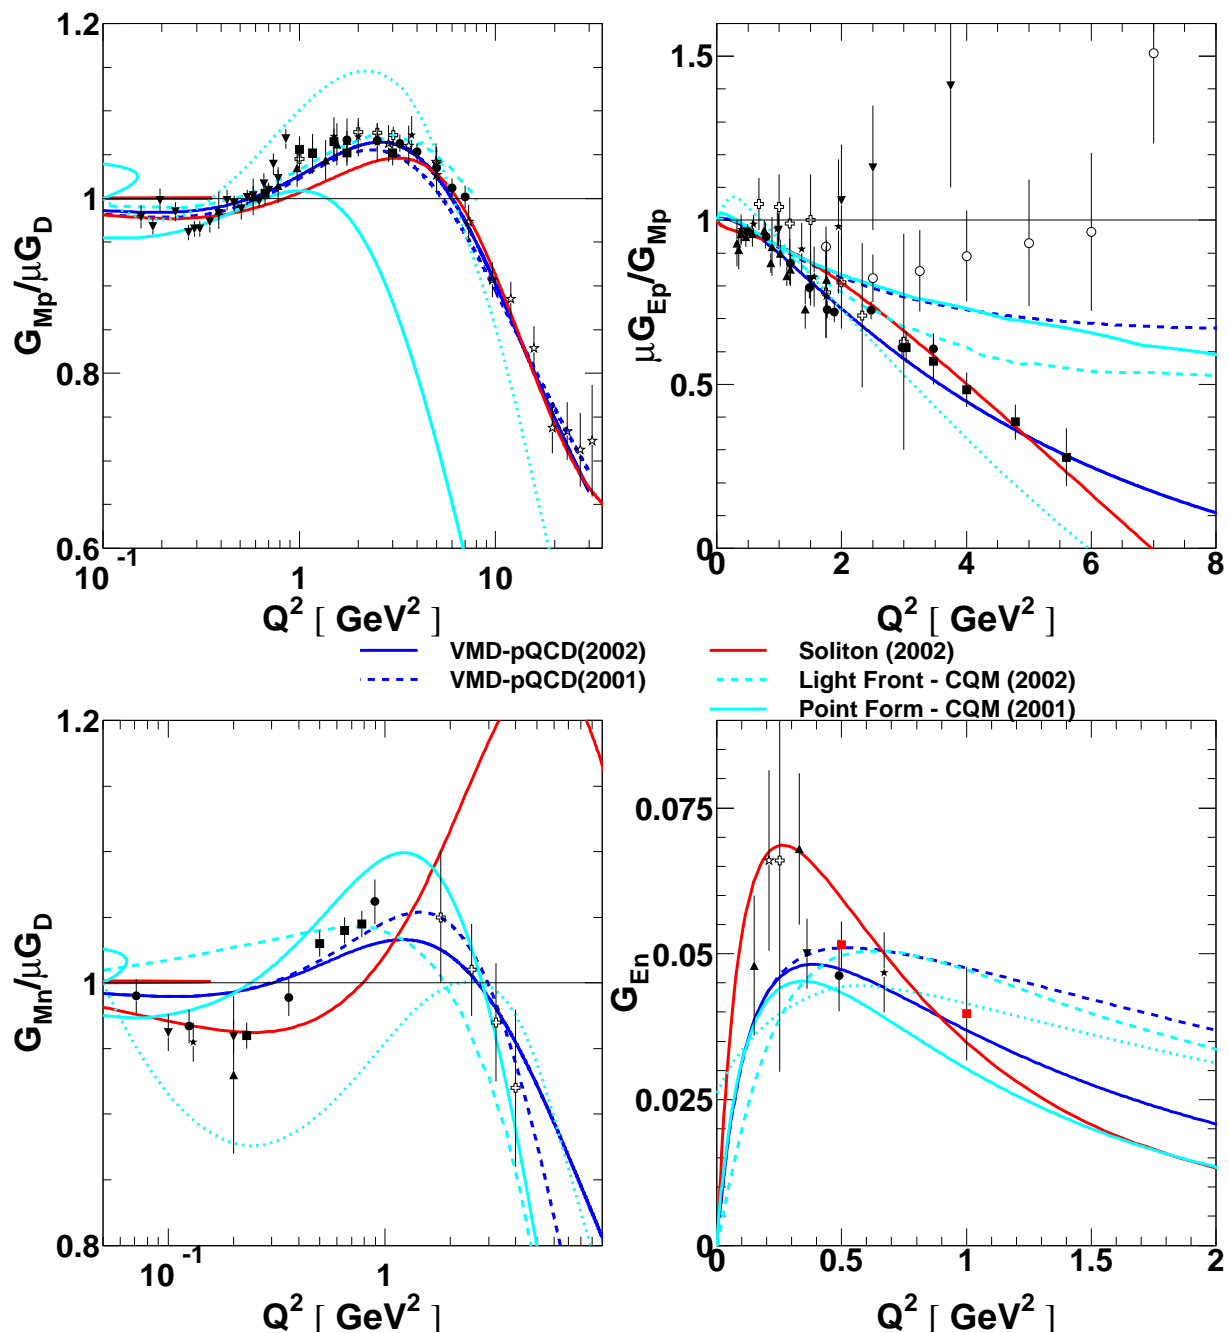 1.2
1
0.8
0.6
G_Mp/μG_D
10^-1 1 10
Q^2 [ GeV^2 ]
1.5
1
0.5
0
μG_Ep/G_Mp
0 2 4 6 8
Q^2 [ GeV^2 ]
VMD-pQCD(2002)
VMD-pQCD(2001)
Soliton (2002)
Light Front - CQM (2002)
Point Form - CQM (2001)
1.2
1
0.8
G_Mn/μG_D
10^-1 1
Q^2 [ GeV^2 ]
0.075
0.05
0.025
0
G_En
0 0.5 1 1.5 2
Q^2 [ GeV^2 ]